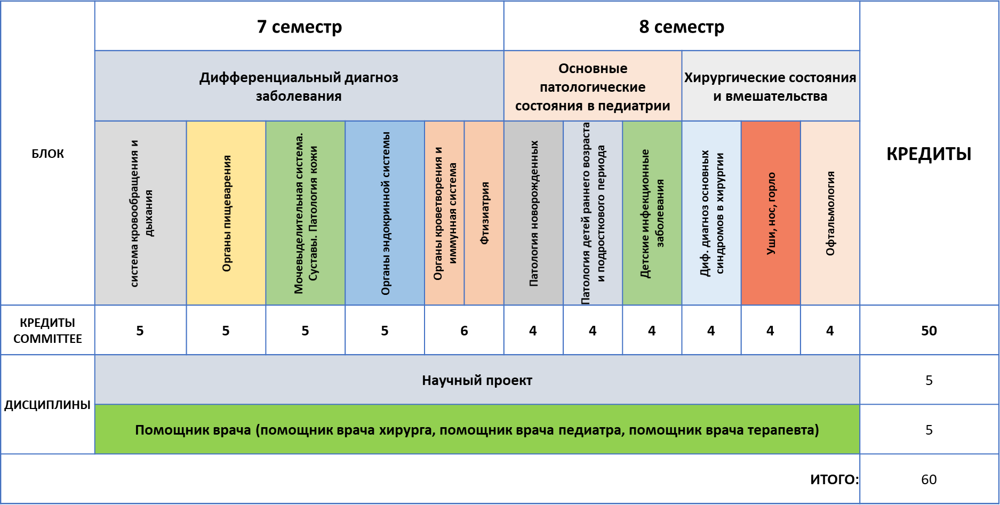 7 семестр
8 семестр
БЛОК
КРЕДИТЫ
Дифференциальный диагноз
заболевания
Основные
патологические
состояния в педиатрии
Хирургические состояния
и вмешательства
система кровообращения и
дыхания
Органы пищеварения
Мочевыделительная система.
Суставы. Патология кожи
Органы эндокринной системы
Органы кроветворения и
иммунная система
Фтизиатрия
Патология новорожденных
Патология детей раннего возраста
и подросткового периода
Детские инфекционные
заболевания
Диф. диагноз основных
синдромов в хирургии
Уши, нос, горло
Офтальмология
КРЕДИТЫ
COMMITTEE
5
5
5
5
6
4
4
4
4
4
4
50
ДИСЦИПЛИНЫ
Научный проект
5
Помощник врача (помощник врача хирурга, помощник врача педиатра, помощник врача терапевта)
5
ИТОГО:
60